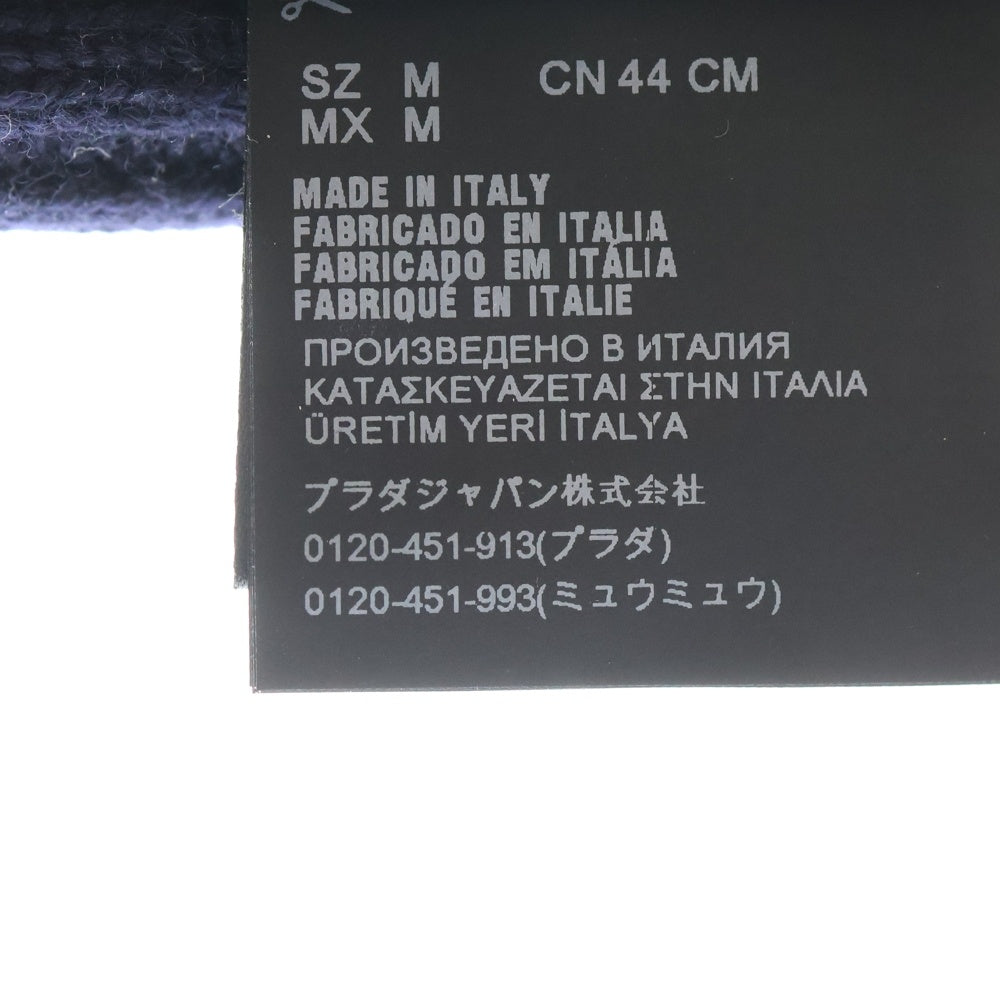 SZ M CN 44 CM
MX M
MADE IN ITALY
FABRICADO EN ITALIA
FABRICADO EM ITÁLIA
FABRIQUÉ EN ITALIE
ПРОИЗВЕДЕНО В ИТАЛИЯ
ΚΑΤΑΣΚΕΥΑΖΕΤΑΙ ΣΤΗΝ ΙΤΑΛΙΑ
ÜRETİM YERİ İTALYA
プラダジャパン株式会社
0120-451-913(プラダ)
0120-451-993(ミュウミュウ)